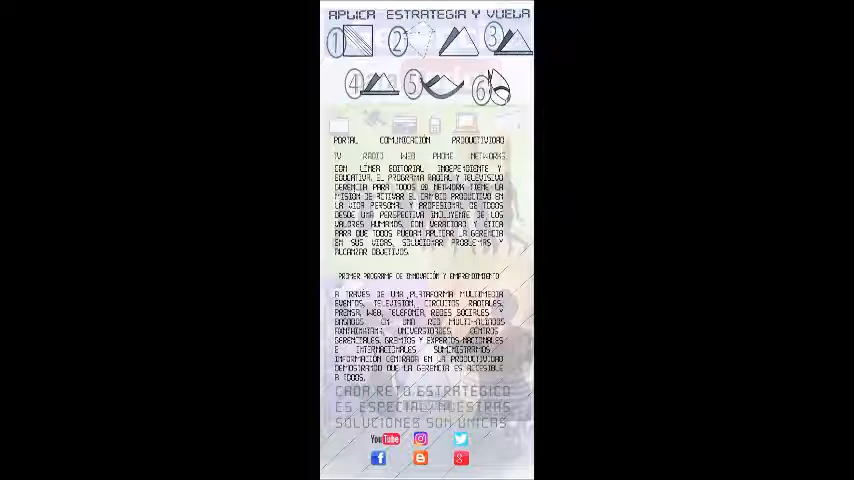 APLICA ESTRATEGIA Y VUELA
1 2 3
4 5 6
PORTAL COMUNICACIÓN PRODUCTIVIDAD
TV RADIO WEB PHONE NETWORKS
CON LÍNEA EDITORIAL INDEPENDIENTE Y
EDUCATIVA, EL PROGRAMA RADIAL Y TELEVISIVO
GERENCIA PARA TODOS @ NETWORK TIENE LA
MISIÓN DE ACTIVAR EL CAMBIO PRODUCTIVO EN
LA VIDA PERSONAL Y PROFESIONAL DE TODOS
DESDE UNA PERSPECTIVA INCLUYENTE DE LOS
VALORES HUMANOS, CON VERACIDAD Y ÉTICA
PARA QUE TODOS PUEDAN APLICAR LA GERENCIA
EN SUS VIDAS, SOLUCIONAR PROBLEMAS Y
ALCANZAR OBJETIVOS.
PRIMER PROGRAMA DE INNOVACIÓN Y EMPRENDIMIENTO
A TRAVÉS DE UNA PLATAFORMA MULTIMEDIA
EVENTOS, TELEVISIÓN, CIRCUITOS RADIALES,
PRENSA, WEB, TELEFONÍA, REDES SOCIALES Y
BASADOS EN UNA RED MULTI-ALIADOS
UNIVERSIDADES CENTROS
GERENCIALES, GREMIOS Y EXPERTOS NACIONALES
E INTERNACIONALES SUMINISTRAMOS
INFORMACIÓN CENTRADA EN LA PRODUCTIVIDAD
DEMOSTRANDO QUE LA GERENCIA ES ACCESIBLE
A TODOS.
CADA RETO ESTRATEGICO
ES ESPECIAL, NUESTRAS
SOLUCIONES SON ÚNICAS
YouTube